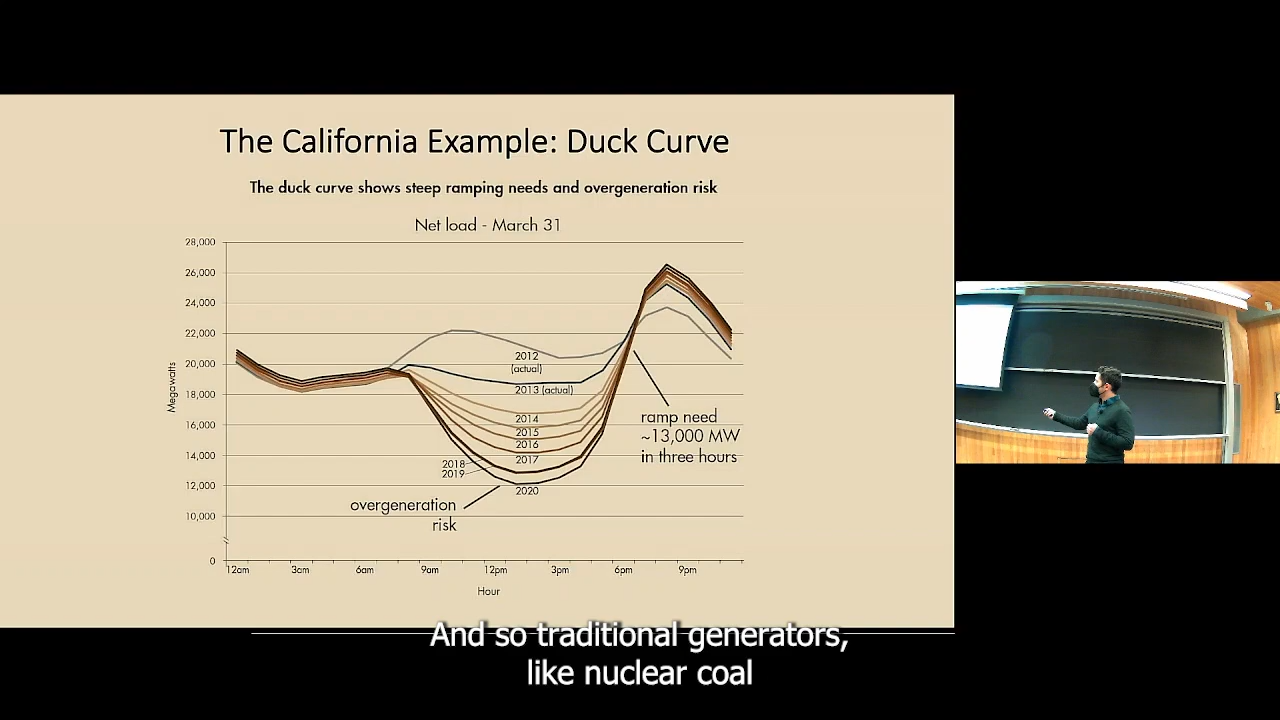 The California Example: Duck Curve
The duck curve shows steep ramping needs and overgeneration risk
Net load - March 31
28,000
26,000
24,000
22,000
20,000
18,000
16,000
14,000
12,000
10,000
0
Megawatts
2012
(actual)
2013 (actual)
2014
2015
2016
2017
2018
2019
2020
ramp need
~13,000 MW
in three hours
overgeneration
risk
12am 3am 6am 9am 12pm 3pm 6pm 9pm
Hour
And so traditional generators,
like nuclear coal